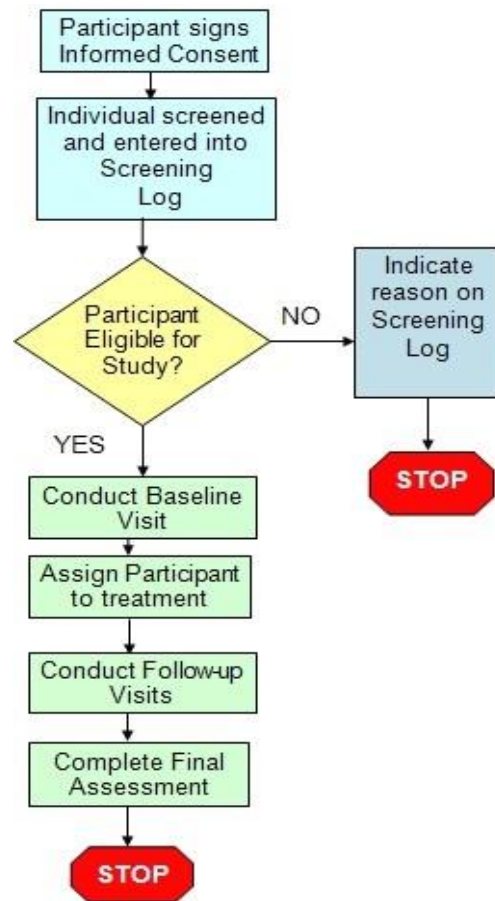 Participant signs
Informed Consent
Individual screened
and entered into
Screening
Log
Participant
Eligible for
Study?
NO
Indicate
reason on
Screening
Log
STOP
YES
Conduct Baseline
Visit
Assign Participant
to treatment
Conduct Follow-up
Visits
Complete Final
Assessment
STOP